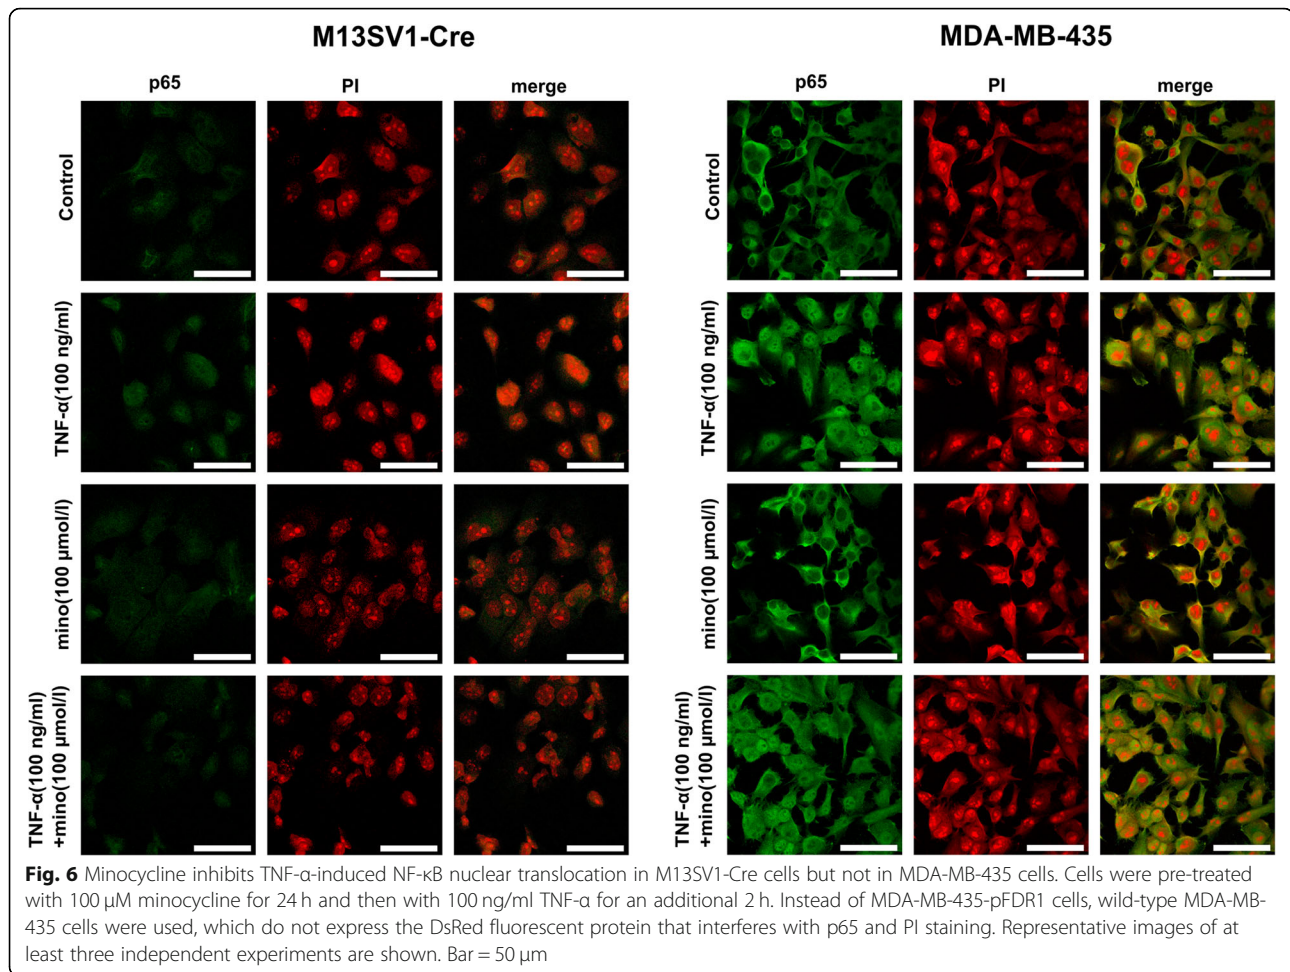 M13SV1-Cre
MDA-MB-435
p65 PI merge
p65 PI merge
Control
Control
TNF-α(100 ng/ml)
TNF-α(100 ng/ml)
mino(100 µmol/l)
mino(100 µmol/l)
TNF-α(100 ng/ml)
+mino(100 µmol/l)
TNF-α(100 ng/ml)
+mino(100 µmol/l)
Fig. 6 Minocycline inhibits TNF-α-induced NF-κB nuclear translocation in M13SV1-Cre cells but not in MDA-MB-435 cells. Cells were pre-treated
with 100 µM minocycline for 24 h and then with 100 ng/ml TNF-α for an additional 2 h. Instead of MDA-MB-435-pFDR1 cells, wild-type MDA-MB-
435 cells were used, which do not express the DsRed fluorescent protein that interferes with p65 and PI staining. Representative images of at
least three independent experiments are shown. Bar = 50 µm